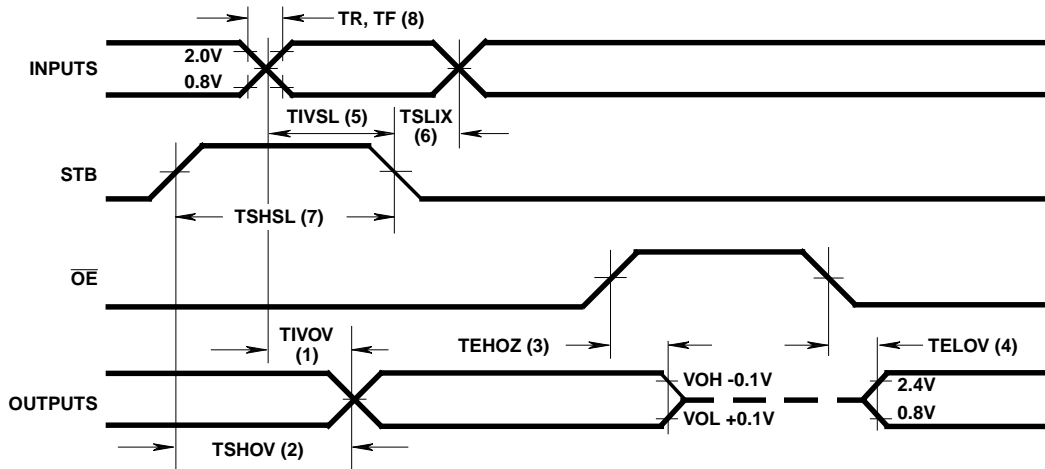 TR, TF (8)
INPUTS
2.0V
0.8V
TIVSL (5)
TSLIX
(6)
STB
TSHSL (7)
OE
TIVOV
(1)
TEHOZ (3)
TELOV (4)
OUTPUTS
VOH -0.1V
VOL +0.1V
2.4V
0.8V
TSHOV (2)